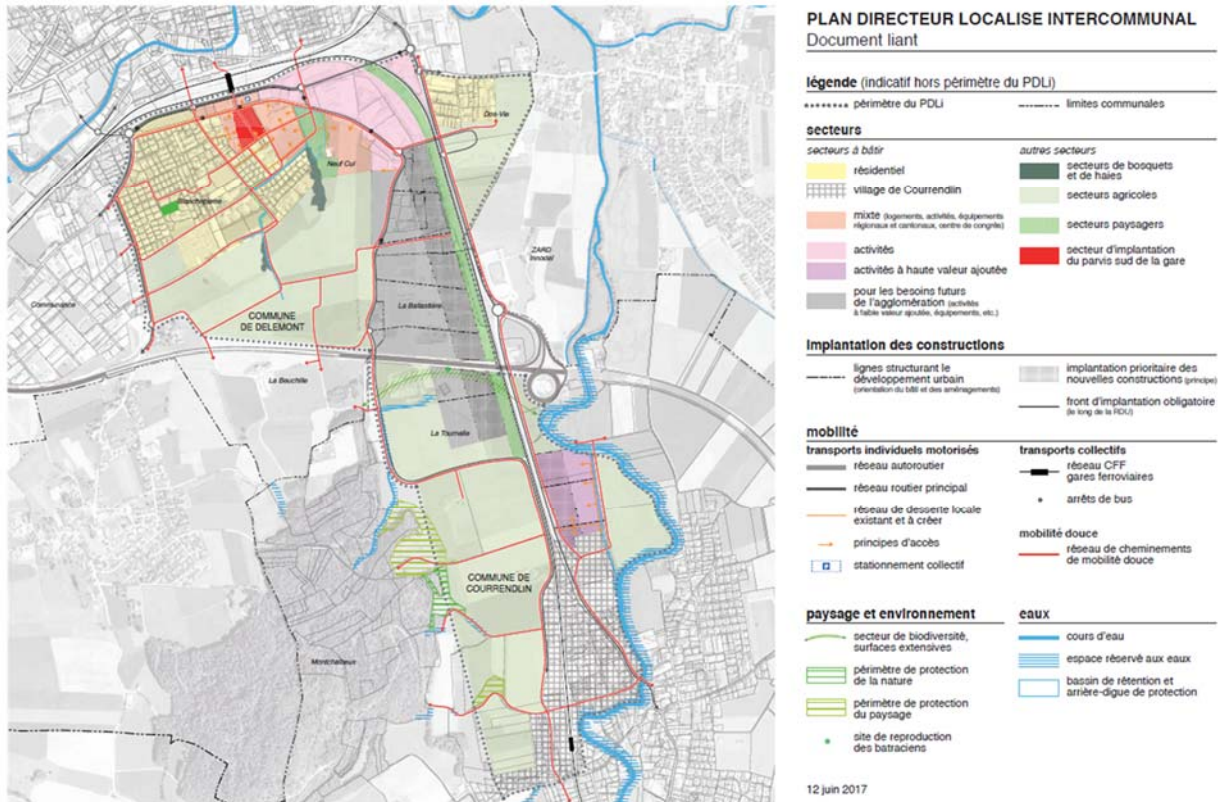 PLAN DIRECTEUR LOCALISE INTERCOMMUNAL
Document liant
légende (indicatif hors périmètre du PDLi)
périmètre du PDLi
limites communales
secteurs
secteurs à bâtir
résidentiel
village de Courrendlin
mixte (logements, activités, équipements
régionaux et cantonaux, centre de congrès)
activités
activités à haute valeur ajoutée
pour les besoins futurs
de l'agglomération (activités
à faible valeur ajoutée, équipements, etc.)
autres secteurs
secteurs de bosquets
et de haies
secteurs agricoles
secteurs paysagers
secteur d'implantation
du parvis sud de la gare
implantation des constructions
lignes structurant le
développement urbain
(orientation du bâti et des aménagements)
implantation prioritaire des
nouvelles constructions (principe)
front d'implantation obligatoire
(le long de la RDU)
mobilité
transports individuels motorisés
réseau autoroutier
réseau routier principal
réseau de desserte locale
existant et à créer
principes d'accès
P
stationnement collectif
transports collectifs
réseau CFF
gares ferroviaires
arrêts de bus
mobilité douce
réseau de cheminements
de mobilité douce
paysage et environnement
secteur de biodiversité,
surfaces extensives
périmètre de protection
de la nature
périmètre de protection
du paysage
site de reproduction
des batraciens
eaux
cours d'eau
espace réservé aux eaux
bassin de rétention et
arrière-digue de protection
12 juin 2017
Dos-Vie
Neuf Cul
Blancherpierre
ZARD
Innodel
Communance
La Ballastière
COMMUNE
DE DELEMONT
La Beuchille
La Tournelle
COMMUNE DE
COURRENDLIN
Montchaibeux